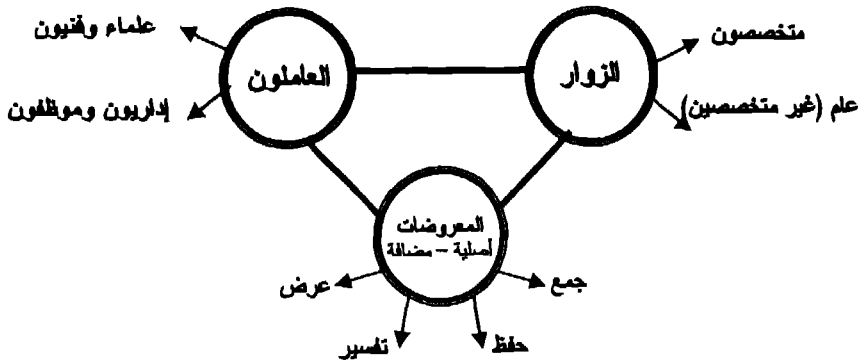 متخصصون
الزوار
عام (غير متخصصين)
علماء وفنيون
العاملون
إداريون وموظفون
المعروضات
أصلية – مضافة
جمع
حفظ
تفسير
عرض